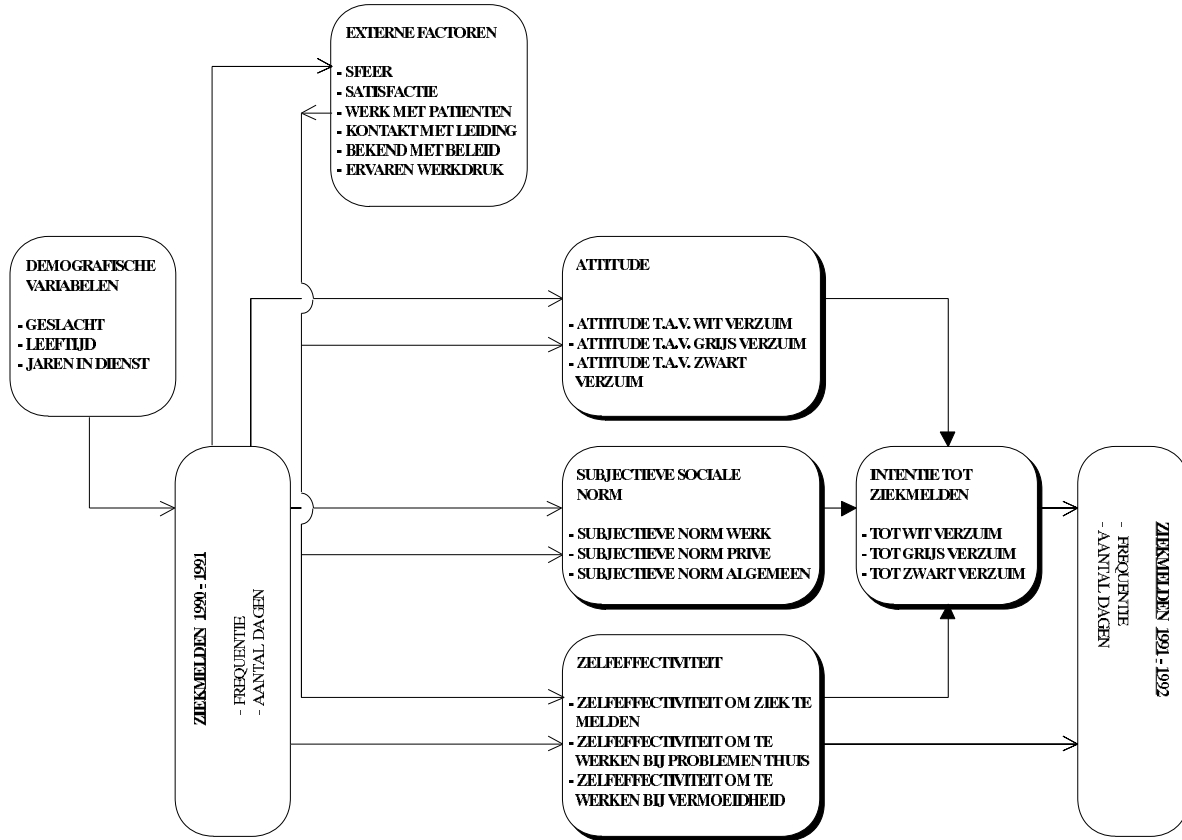 EXTERNE FACTOREN
- SFEER
- SATISFACTIE
- WERK MET PATIENTEN
- KONTAKT MET LEIDING
- BEKEND MET BELEID
- ERVAREN WERKDRUK
DEMOGRAFISCHE
VARIABELEN
- GESLACHT
- LEEFTIJD
- JAREN IN DIENST
ZIEKMELDEN 1990 - 1991
- FREQUENTIE
- AANTAL DAGEN
ATTITUDE
- ATTITUDE T.A.V. WIT VERZUIM
- ATTITUDE T.A.V. GRIJS VERZUIM
- ATTITUDE T.A.V. ZWART
VERZUIM
SUBJECTIEVE SOCIALE
NORM
- SUBJECTIEVE NORM WERK
- SUBJECTIEVE NORM PRIVE
- SUBJECTIEVE NORM ALGEMEEN
ZELFEFFECTIVITEIT
- ZELFEFFECTIVITEIT OM ZIEK TE
MELDEN
- ZELFEFFECTIVITEIT OM TE
WERKEN BIJ PROBLEMEN THUIS
- ZELFEFFECTIVITEIT OM TE
WERKEN BIJ VERMOEIDHEID
INTENTIE TOT
ZIEKMELDEN
- TOT WIT VERZUIM
- TOT GRIJS VERZUIM
- TOT ZWART VERZUIM
ZIEKMELDEN 1991 - 1992
- FREQUENTIE
- AANTAL DAGEN